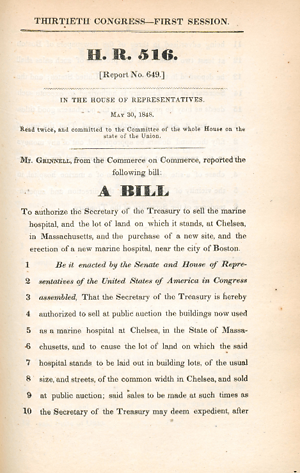 THIRTIETH CONGRESS—FIRST SESSION.
H. R. 516.
[Report No. 649.]
IN THE HOUSE OF REPRESENTATIVES.
MAY 30, 1848.
Read twice, and committed to the Committee of the whole House on the
state of the Union.
Mr. GRINNELL, from the Commerce on Commerce, reported the
following bill:
A BILL
To authorize the Secretary of the Treasury to sell the marine
hospital, and the lot of land on which it stands, at Chelsea,
in Massachusetts, and the purchase of a new site, and the
erection of a new marine hospital, near the city of Boston.
1 Be it enacted by the Senate and House of Repre-
2 sentatives of the United States of America in Congress
3 assembled, That the Secretary of the Treasury is hereby
4 authorized to sell at public auction the buildings now used
5 as a marine hospital at Chelsea, in the State of Massa-
6 chusetts, and to cause the lot of land on which the said
7 hospital stands to be laid out in building lots, of the usual
8 size, and streets, of the common width in Chelsea, and sold
9 at public auction; said sales to be made at such times as
10 the Secretary of the Treasury may deem expedient, after